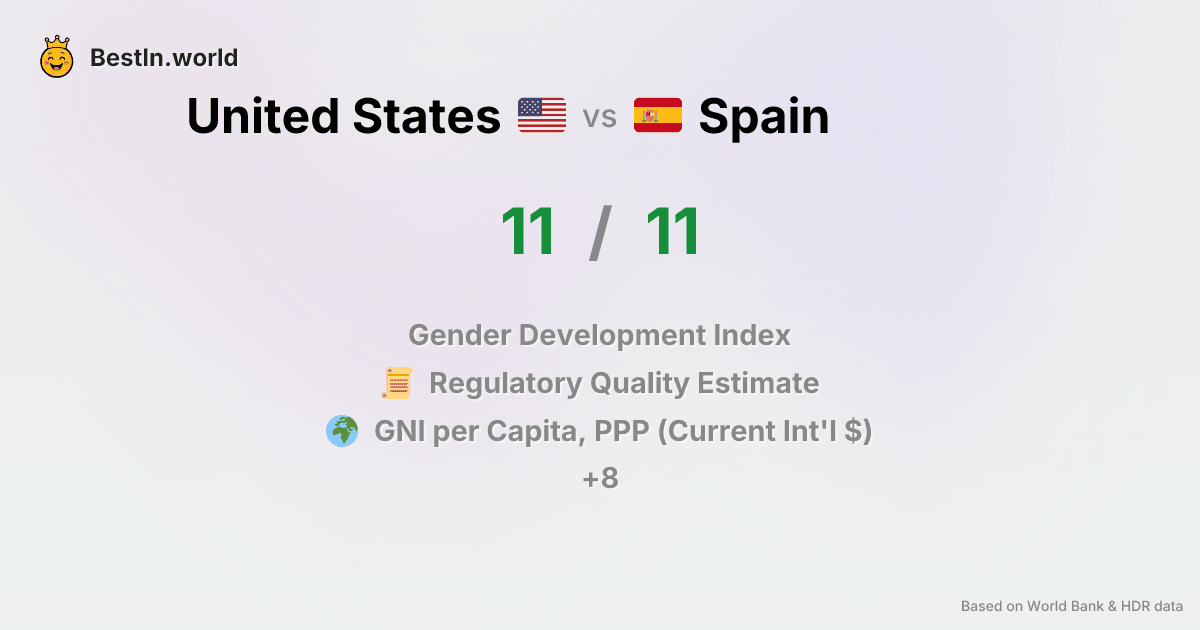 BestIn.world
United States vs Spain
11 / 11
Gender Development Index
Regulatory Quality Estimate
GNI per Capita, PPP (Current Int'l $)
+8
Based on World Bank & HDR data